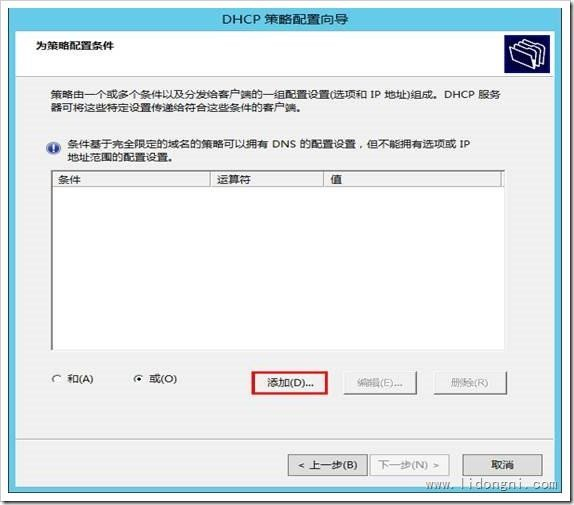 DHCP 策略配置向导
为策略配置条件
策略由一个或多个条件以及分发给客户端的一组配置设置(选项和 IP 地址)组成。DHCP 服务
器可将这些特定设置传递给符合这些条件的客户端。
条件基于完全限定的域名的策略可以拥有 DNS 的配置设置，但不能拥有选项或 IP
地址范围的配置设置。
条件 运算符 值
和(A) 或(O) 添加(D)... 编辑(E)... 删除(R)
< 上一步(B) 下一步(N) > 取消
www.lidongni.com